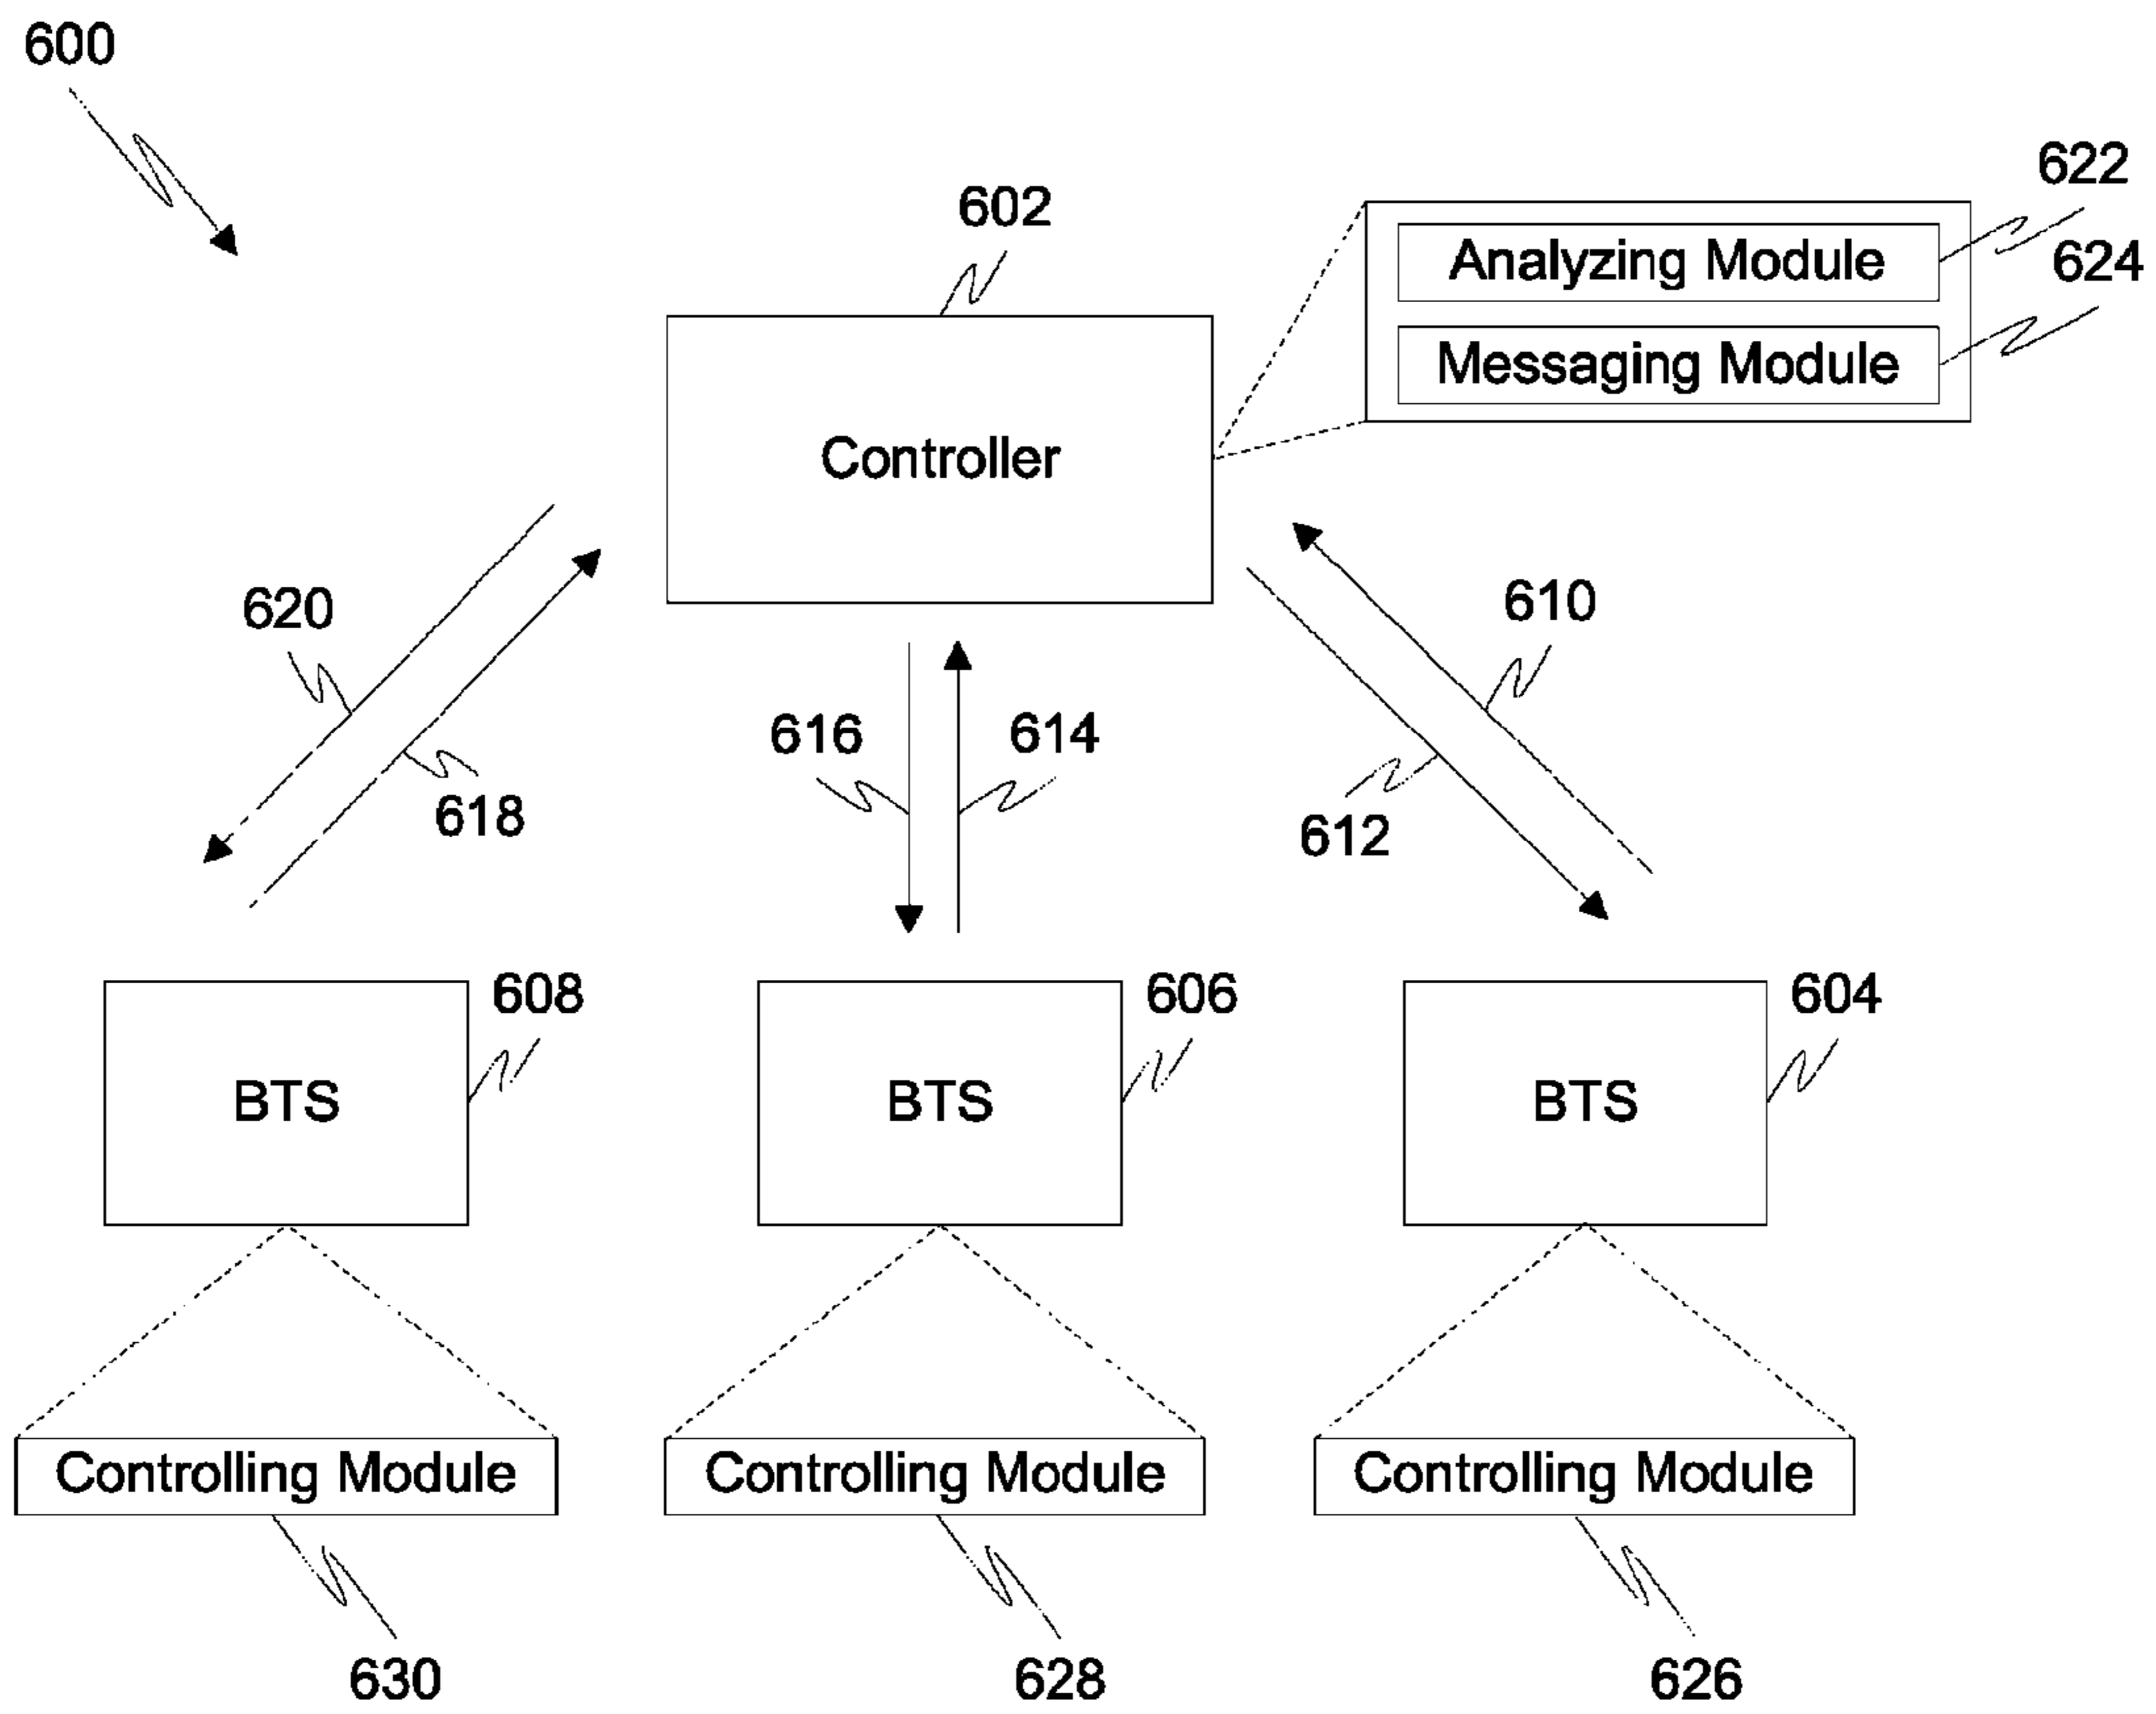 600
622
602
Analyzing Module
624
Messaging Module
Controller
620
610
616
614
618
612
608
606
604
BTS
BTS
BTS
Controlling Module
Controlling Module
Controlling Module
630
628
626